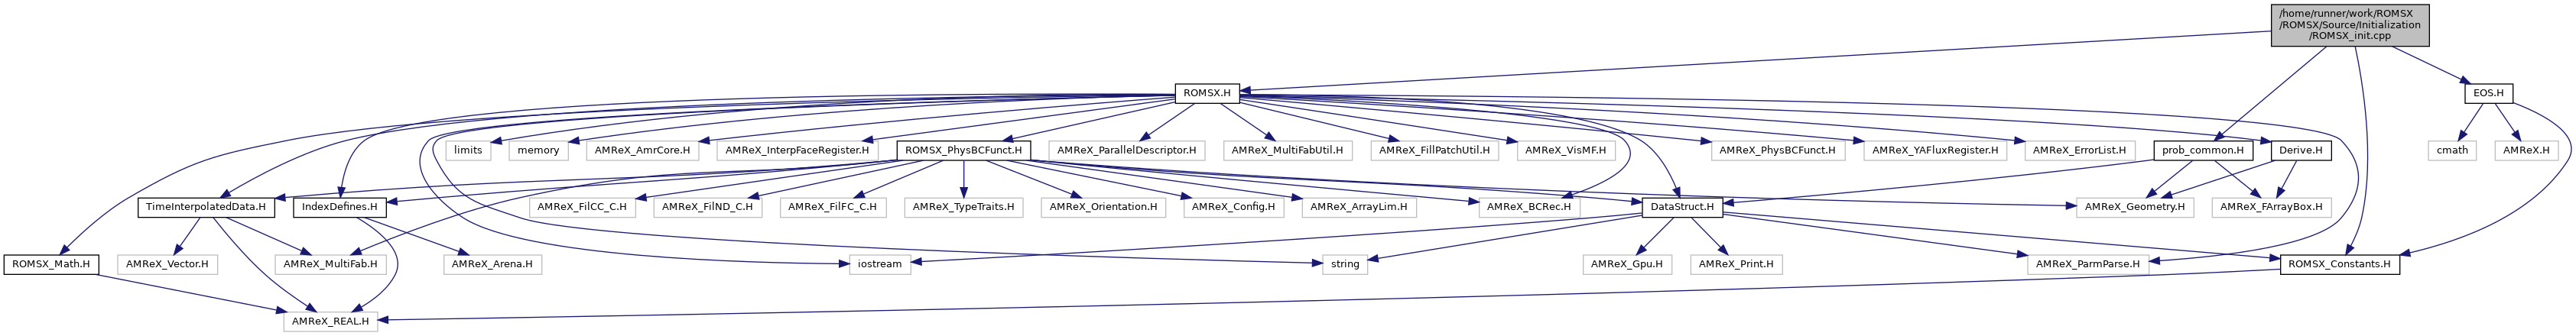 /home/runner/work/ROMSX
/ROMSX/Source/Initialization
/ROMSX_init.cpp
ROMSX.H
EOS.H
limits
memory
AMReX_AmrCore.H
AMReX_InterpFaceRegister.H
ROMSX_PhysBCFunct.H
AMReX_ParallelDescriptor.H
AMReX_MultiFabUtil.H
AMReX_FillPatchUtil.H
AMReX_VisMF.H
AMReX_PhysBCFunct.H
AMReX_YAFluxRegister.H
AMReX_ErrorList.H
prob_common.H
Derive.H
cmath
AMReX.H
TimeInterpolatedData.H
IndexDefines.H
AMReX_FilCC_C.H
AMReX_FilND_C.H
AMReX_FilFC_C.H
AMReX_TypeTraits.H
AMReX_Orientation.H
AMReX_Config.H
AMReX_ArrayLim.H
AMReX_BCRec.H
DataStruct.H
AMReX_Geometry.H
AMReX_FArrayBox.H
ROMSX_Math.H
AMReX_Vector.H
AMReX_MultiFab.H
AMReX_Arena.H
iostream
string
AMReX_Gpu.H
AMReX_Print.H
AMReX_ParmParse.H
ROMSX_Constants.H
AMReX_REAL.H